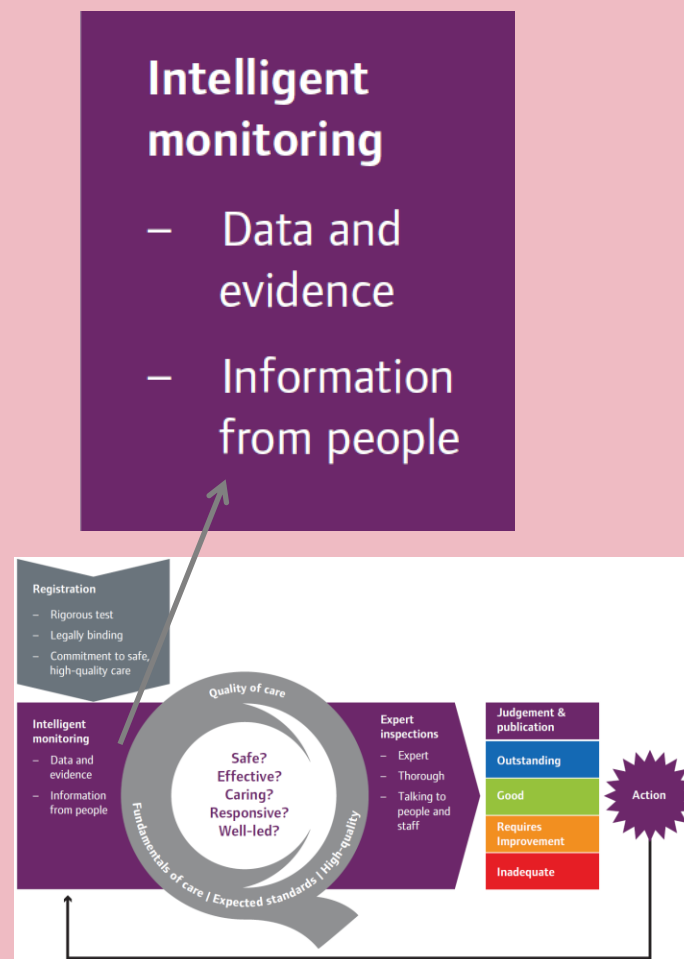 Intelligent
monitoring
– Data and
evidence
– Information
from people
Registration
– Rigorous test
– Legally binding
– Commitment to safe,
high-quality care
Intelligent
monitoring
– Data and
evidence
– Information
from people
Quality of care
Safe?
Effective?
Caring?
Responsive?
Well-led?
Fundamentals of care | Expected standards | High-quality
Expert
inspections
– Expert
– Thorough
– Talking to
people and
staff
Judgement &
publication
Outstanding
Good
Requires
Improvement
Inadequate
Action